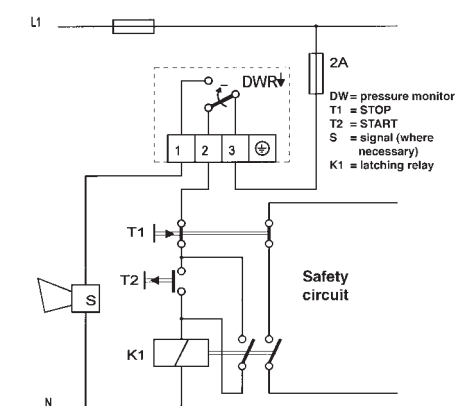 L1
2A
DWR
DW = pressure monitor
T1 = STOP
T2 = START
S = signal (where
necessary)
K1 = latching relay
1 2 3
T1
T2
Safety
circuit
S
K1
N